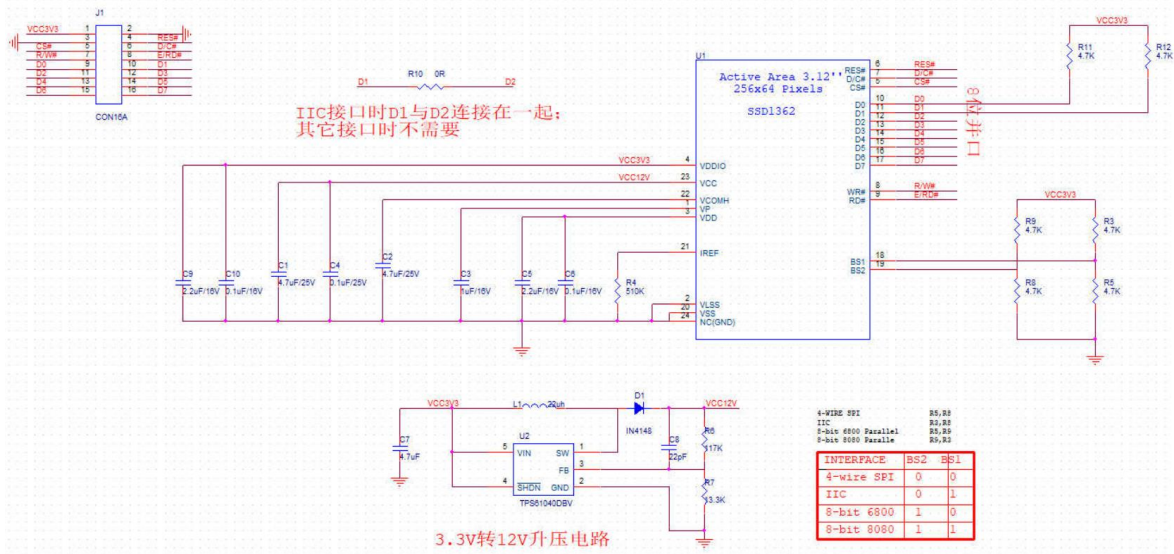 J1
VCC3V3 1 2
3 4 RES#
CS# 5 6 D/C#
R/W# 7 8 E/RD#
D0 9 10 D1
D2 11 12 D3
D4 13 14 D5
D6 15 16 D7
CON16A
R10 0R
D1 D2
IIC接口时D1与D2连接在一起;
其它接口时不需要
U1
Active Area 3.12''
256x64 Pixels
SSD1362
RES# 6 RES#
D/C# 7 D/C#
CS# 5 CS#
D0 10 D0
D1 11 D1
D2 12 D2
D3 13 D3
D4 14 D4
D5 15 D5
D6 16 D6
D7 17 D7
WR# 8 R/W#
RD# 9 E/RD#
BS1 18
BS2 19
8位并口
VCC3V3
R11
4.7K
R12
4.7K
VCC3V3 4 VDDIO
VCC12V 23 VCC
22 VCOMH
1 VP
3 VDD
21 IREF
2 VLSS
20 VSS
24 NC(GND)
C9
2.2uF/16V
C10
0.1uF/16V
C1
4.7uF/25V
C4
0.1uF/25V
C2
4.7uF/25V
C3
1uF/16V
C5
2.2uF/16V
C6
0.1uF/16V
R4
510K
VCC3V3
R9
4.7K
R3
4.7K
R8
4.7K
R5
4.7K
VCC3V3
L1 22uh
D1
IN4148
VCC12V
C7
4.7uF
U2
5 VIN SW 1
FB 3
4 SHDN GND 2
TPS61040DBV
C8
22pF
R6
117K
R7
13.3K
3.3V转12V升压电路
4-WIRE SPI R5,R8
IIC R3,R8
8-bit 6800 Parallel R5,R9
8-bit 8080 Paralle R9,R3
INTERFACE BS2 BS1
4-wire SPI 0 0
IIC 0 1
8-bit 6800 1 0
8-bit 8080 1 1